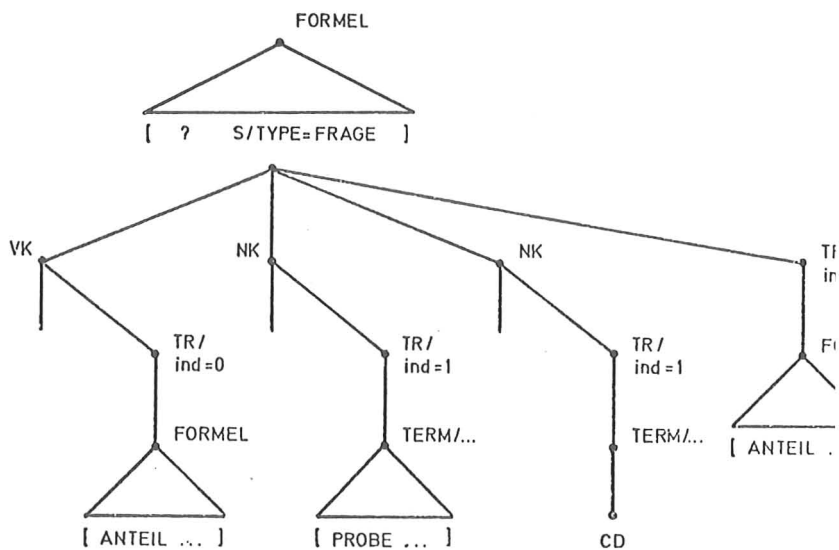 FORMEL
[ ? S/TYPE=FRAGE ]
VK
NK
NK
TR/
ind=0
TR/
ind=1
TR/
ind=1
FORMEL
TERM/...
TERM/...
[ ANTEIL ...
[ ANTEIL ... ]
[ PROBE ... ]
CD